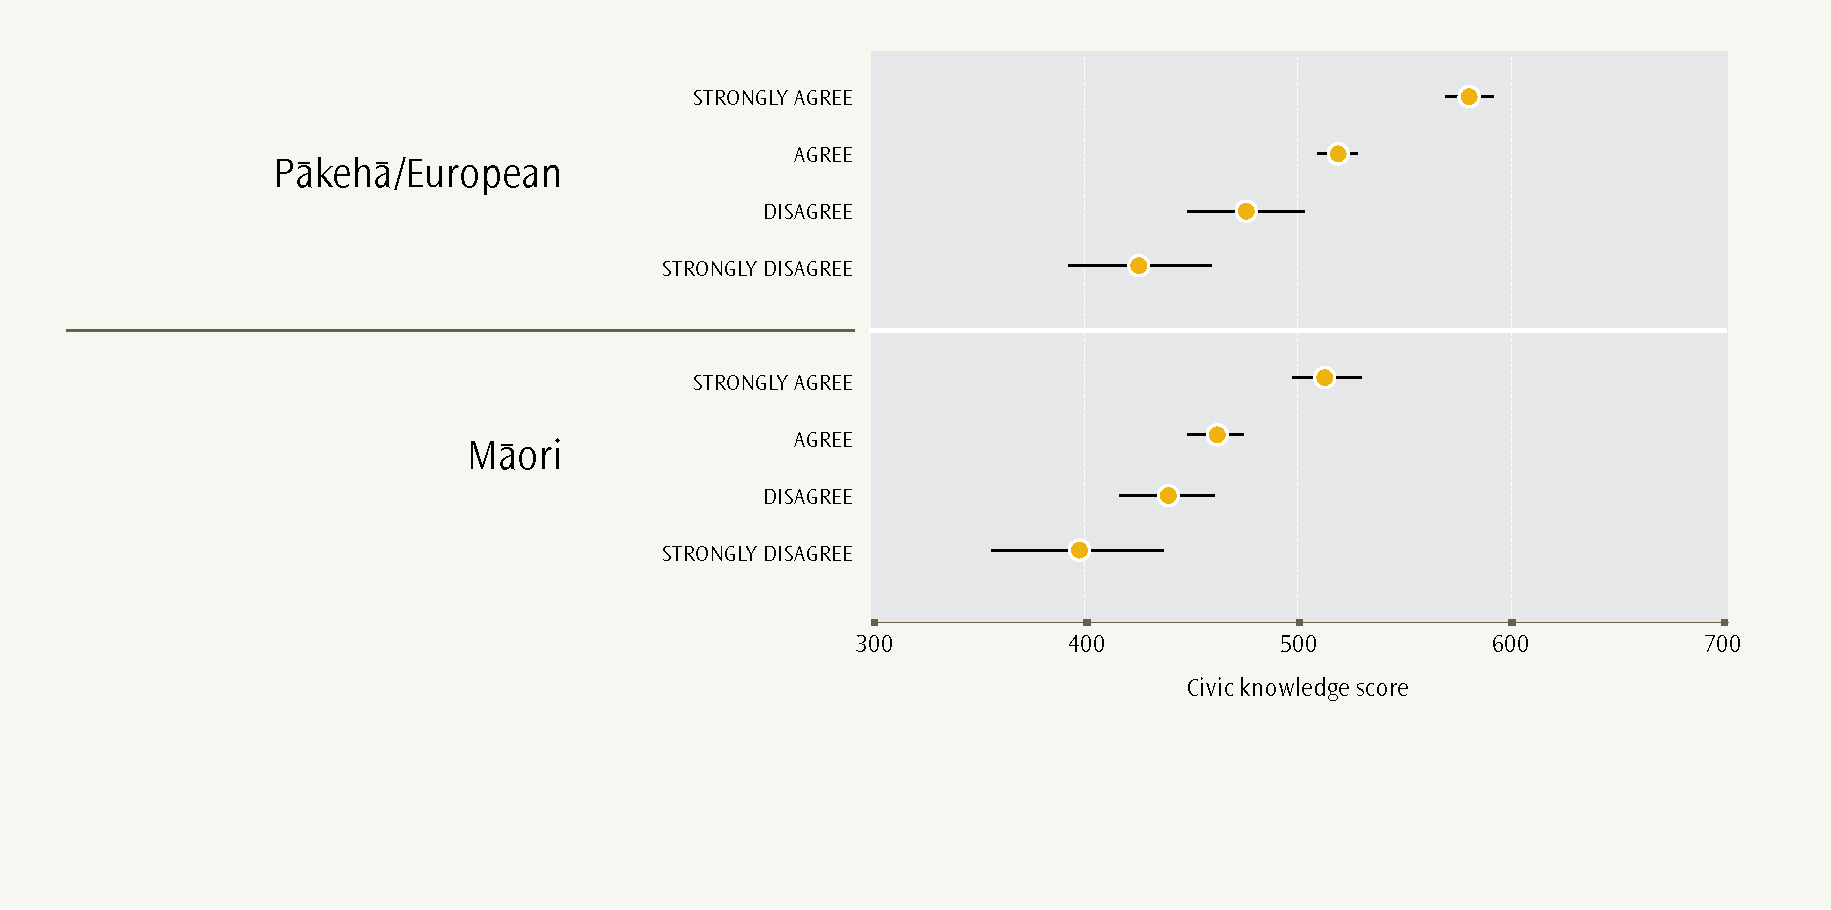 STRONGLY AGREE
AGREE
Pākehā/European
DISAGREE
STRONGLY DISAGREE
STRONGLY AGREE
AGREE
Māori
DISAGREE
STRONGLY DISAGREE
300 400 500 600 700
Civic knowledge score